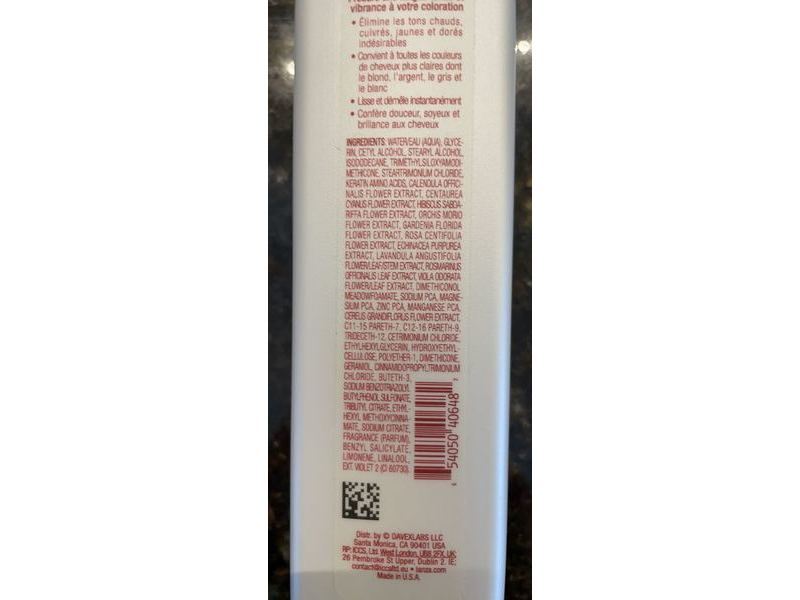 vibrance à votre coloration
• Élimine les tons chauds,
cuivrés, jaunes et dorés
indésirables
• Convient à toutes les couleurs
de cheveux plus claires dont
le blond, l'argent, le gris et
le blanc
• Lisse et démêle instantanément
• Confère douceur, soyeux et
brillance aux cheveux
INGREDIENTS: WATER/EAU (AQUA), GLYCE-
RIN, CETYL ALCOHOL, STEARYL ALCOHOL,
ISODODECANE, TRIMETHYLSILOXYAMODI-
METHICONE, STEARTRIMONIUM CHLORIDE,
KERATIN AMINO ACIDS, CALENDULA OFFIC-
NALIS FLOWER EXTRACT, CENTAUREA
CYANUS FLOWER EXTRACT, HIBISCUS SABDA-
RIFFA FLOWER EXTRACT, ORCHIS MORIO
FLOWER EXTRACT, GARDENIA FLORIDA
FLOWER EXTRACT, ROSA CENTIFOLIA
FLOWER EXTRACT, ECHINACEA PURPUREA
EXTRACT, LAVANDULA ANGUSTIFOLIA
FLOWER/LEAF/STEM EXTRACT, ROSMARINUS
OFFICINALIS LEAF EXTRACT, VIOLA ODORATA
FLOWER/LEAF EXTRACT, DIMETHICONOL
MEADOWFOAMATE, SODIUM PCA, MAGNE-
SIUM PCA, ZINC PCA, MANGANESE PCA,
CEREUS GRANDIFLORUS FLOWER EXTRACT,
C11-15 PARETH-7, C12-16 PARETH-9,
TRIDECETH-12, CETRIMONIUM CHLORIDE,
ETHYLHEXYLGLYCERIN, HYDROXYETHYL-
CELLULOSE, POLYETHER-1, DIMETHICONE,
GERANIOL, CINNAMIDOPROPYLTRIMONIUM
CHLORIDE, BUTETH-3,
SODIUM BENZOTRIAZOLYL
BUTYLPHENOL SULFONATE,
TRIBUTYL CITRATE, ETHYL-
HEXYL METHOXYCINNA-
MATE, SODIUM CITRATE,
FRAGRANCE (PARFUM),
BENZYL SALICYLATE,
LIMONENE, LINALOOL,
EXT. VIOLET 2 (CI 60730).
6 54050 40648 7
Distr. by © DAVEXLABS LLC
Santa Monica, CA 90401 USA
RP: ICCS, Ltd. West London, UB8 2FX, UK;
26 Pembroke St Upper, Dublin 2. IE;
contact@iccsltd.eu • lanza.com
Made in U.S.A.